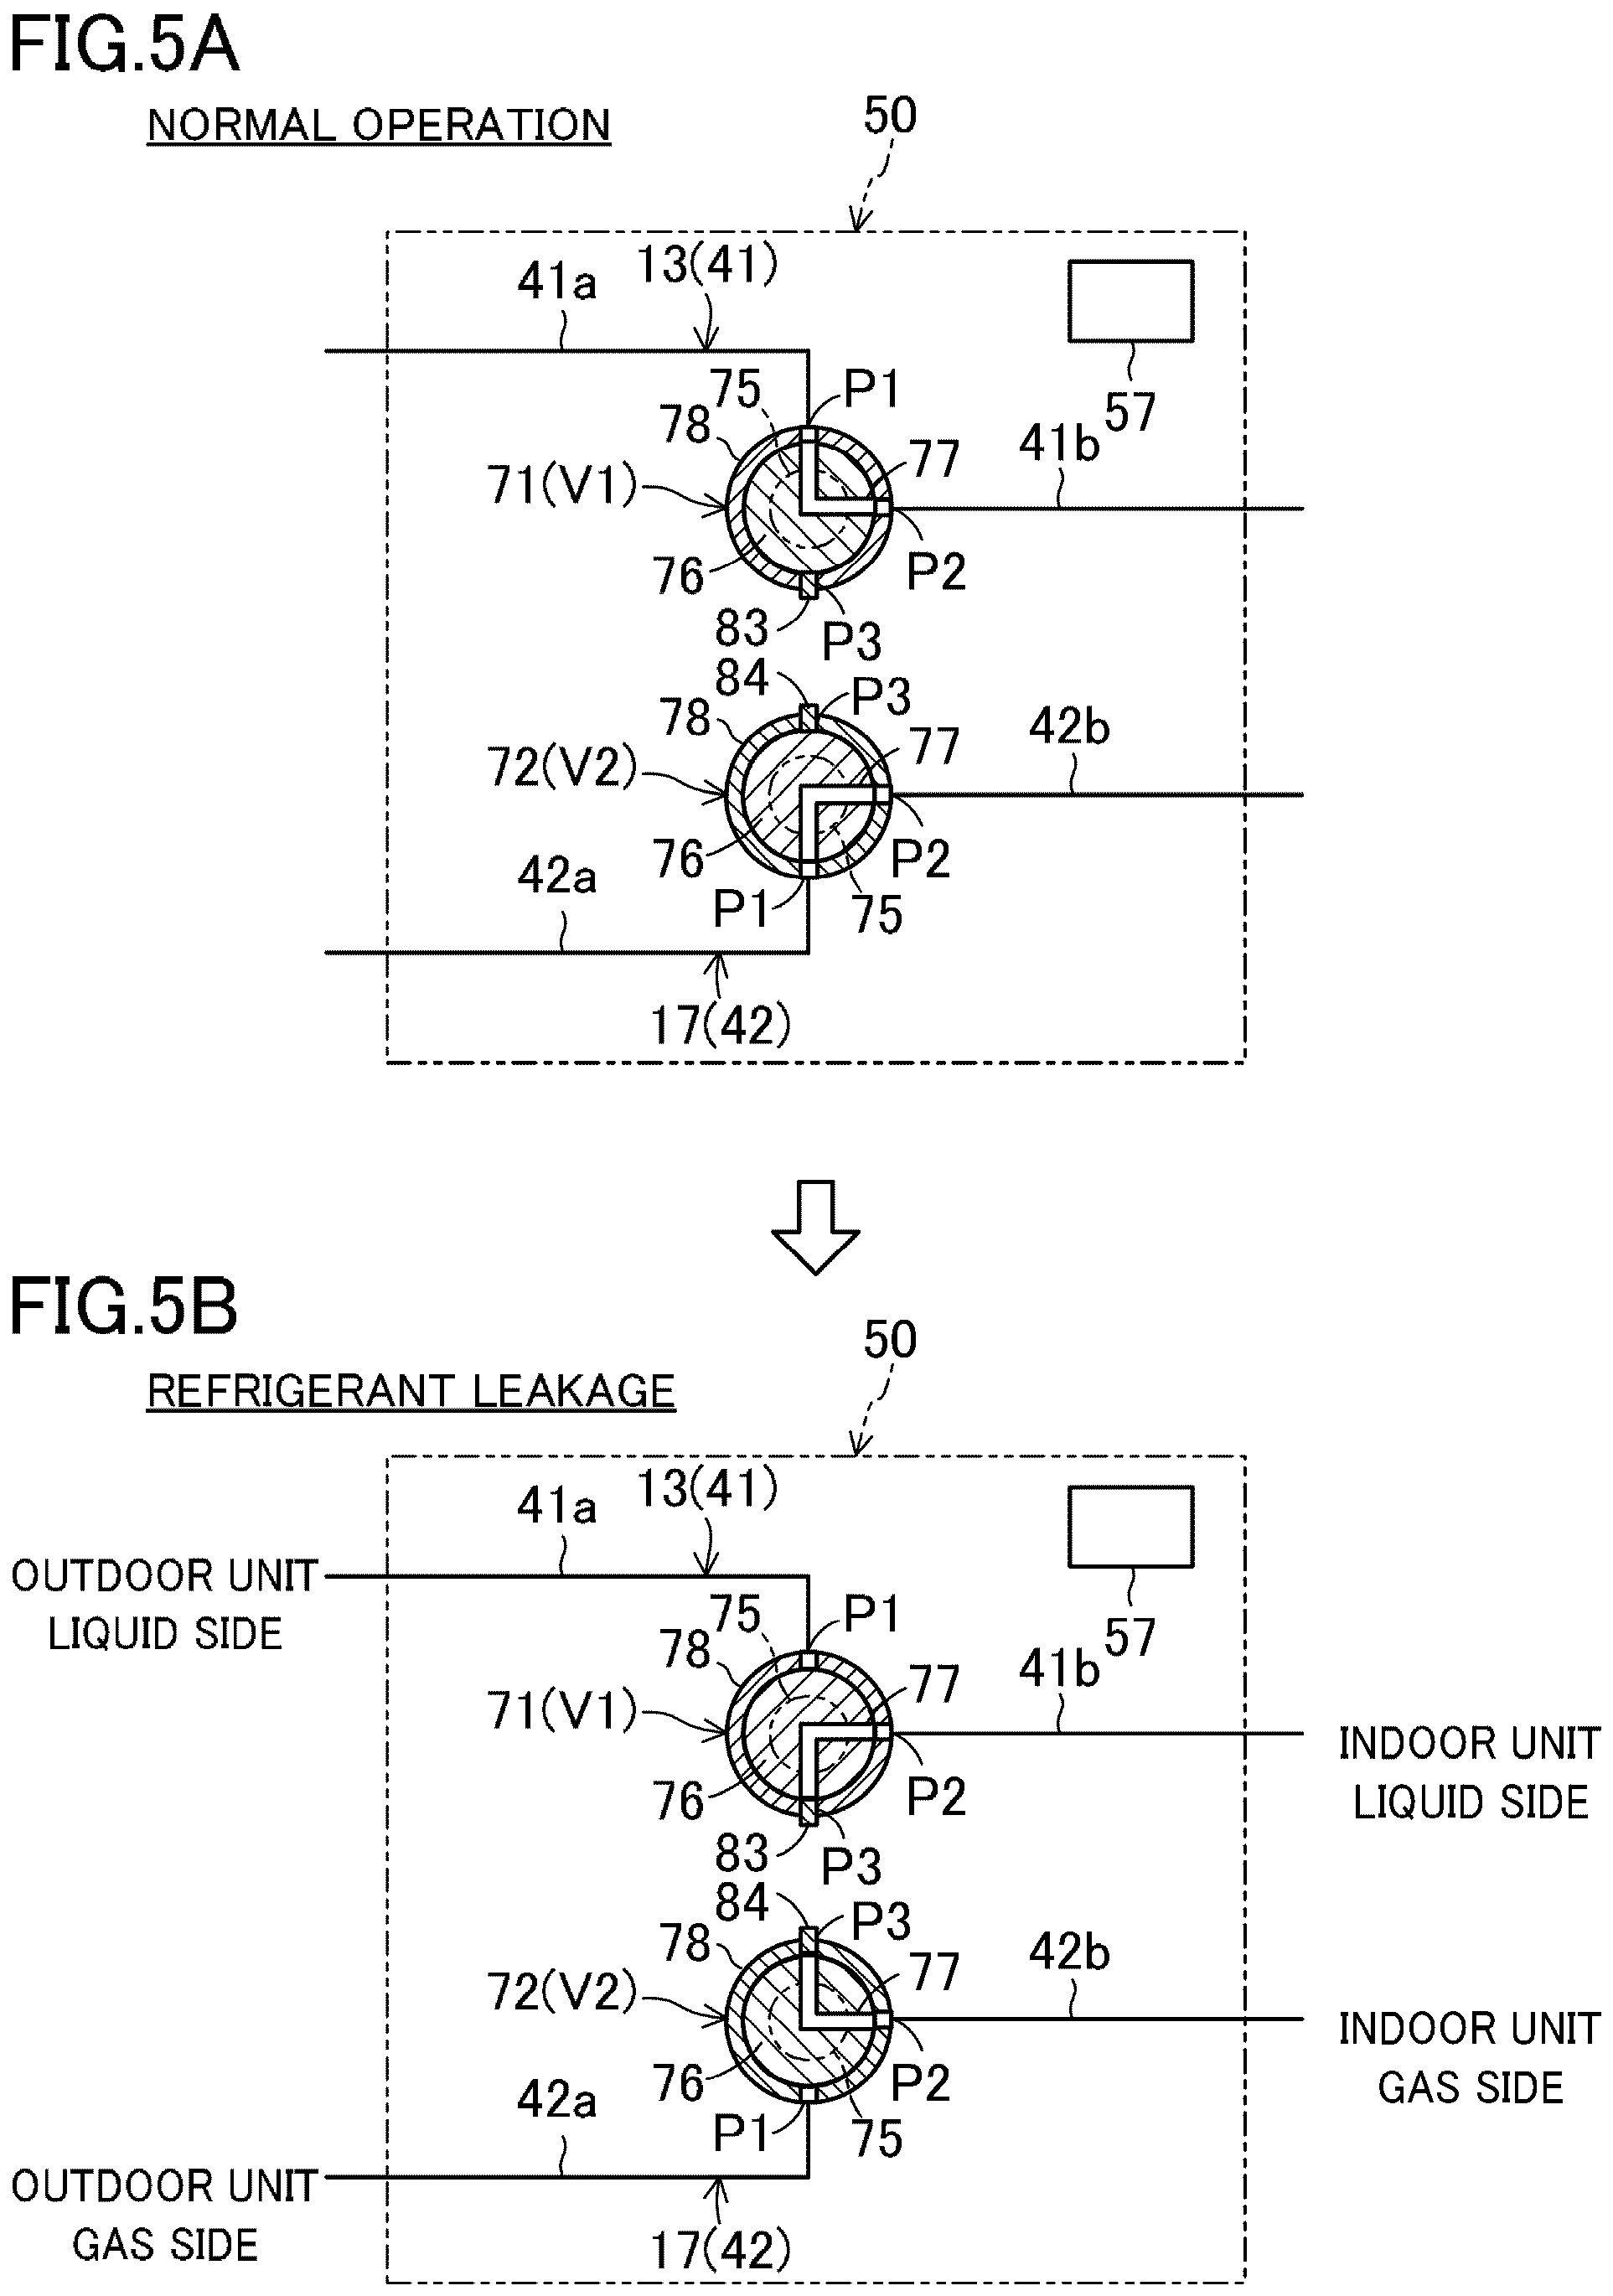 FIG.5A
NORMAL OPERATION
50
13(41)
41a
57
75
P1
78
77
41b
71(V1)
76
P2
83
P3
84
P3
78
77
42b
72(V2)
76
P2
42a
P1
75
17(42)
FIG.5B
50
REFRIGERANT LEAKAGE
13(41)
41a
OUTDOOR UNIT
LIQUID SIDE
57
75
P1
78
77
41b
71(V1)
INDOOR UNIT
LIQUID SIDE
76
P2
83
P3
84
P3
78
77
42b
72(V2)
INDOOR UNIT
GAS SIDE
76
P2
42a
P1
75
OUTDOOR UNIT
GAS SIDE
17(42)